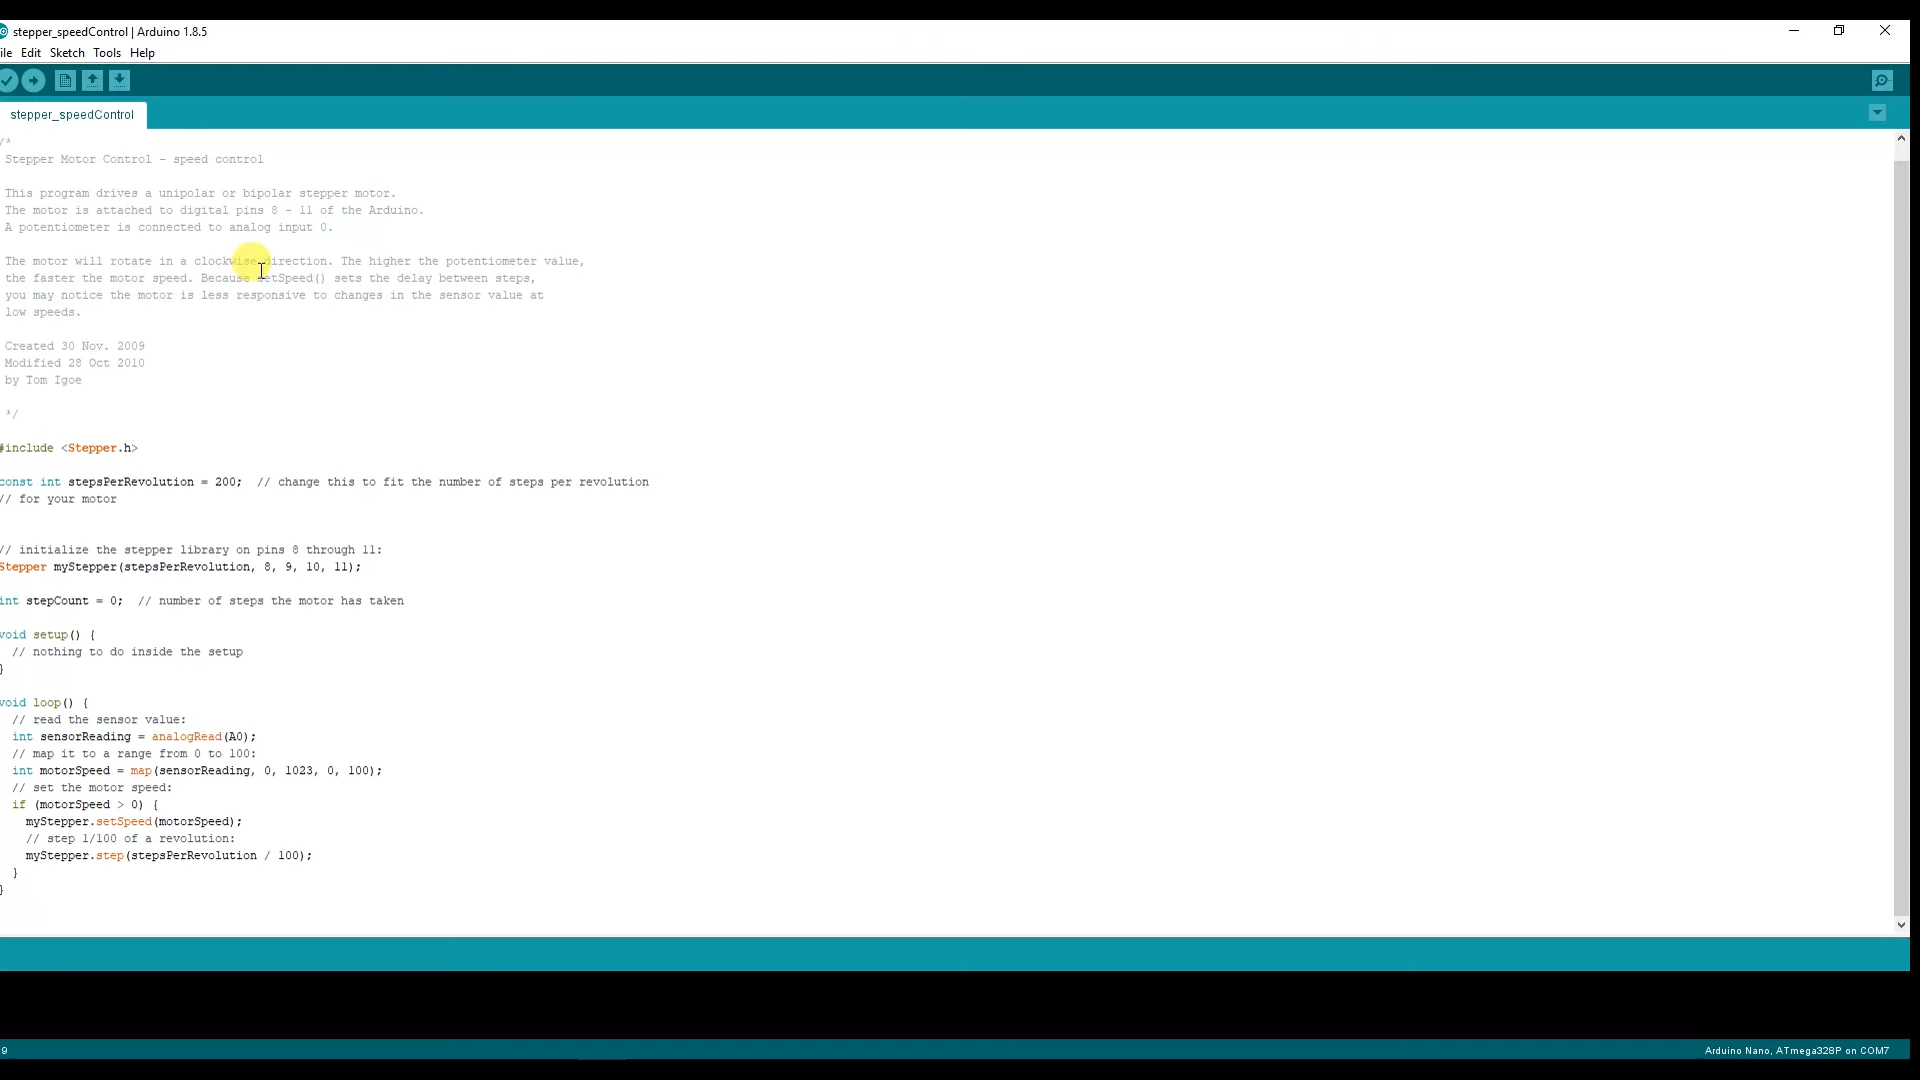 stepper_speedControl | Arduino 1.8.5
ile Edit Sketch Tools Help
stepper_speedControl
/*
Stepper Motor Control - speed control
This program drives a unipolar or bipolar stepper motor.
The motor is attached to digital pins 8 - 11 of the Arduino.
A potentiometer is connected to analog input 0.
The motor will rotate in a clockwise direction. The higher the potentiometer value,
the faster the motor speed. Because setSpeed() sets the delay between steps,
you may notice the motor is less responsive to changes in the sensor value at
low speeds.
Created 30 Nov. 2009
Modified 28 Oct 2010
by Tom Igoe
*/
#include <Stepper.h>
const int stepsPerRevolution = 200;  // change this to fit the number of steps per revolution
// for your motor
// initialize the stepper library on pins 8 through 11:
Stepper myStepper(stepsPerRevolution, 8, 9, 10, 11);
int stepCount = 0;  // number of steps the motor has taken
void setup() {
// nothing to do inside the setup
}
void loop() {
// read the sensor value:
int sensorReading = analogRead(A0);
// map it to a range from 0 to 100:
int motorSpeed = map(sensorReading, 0, 1023, 0, 100);
// set the motor speed:
if (motorSpeed > 0) {
myStepper.setSpeed(motorSpeed);
// step 1/100 of a revolution:
myStepper.step(stepsPerRevolution / 100);
}
}
9
Arduino Nano, ATmega328P on COM7